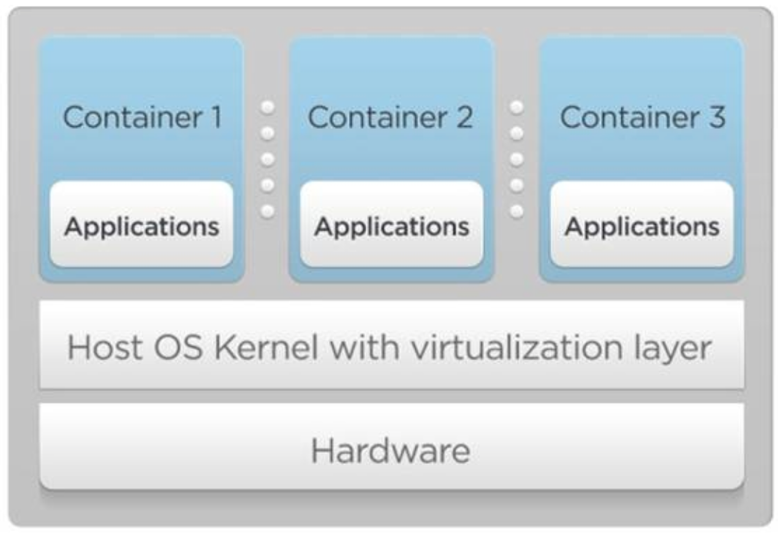 Container 1
Container 2
Container 3
Applications
Applications
Applications
Host OS Kernel with virtualization layer
Hardware